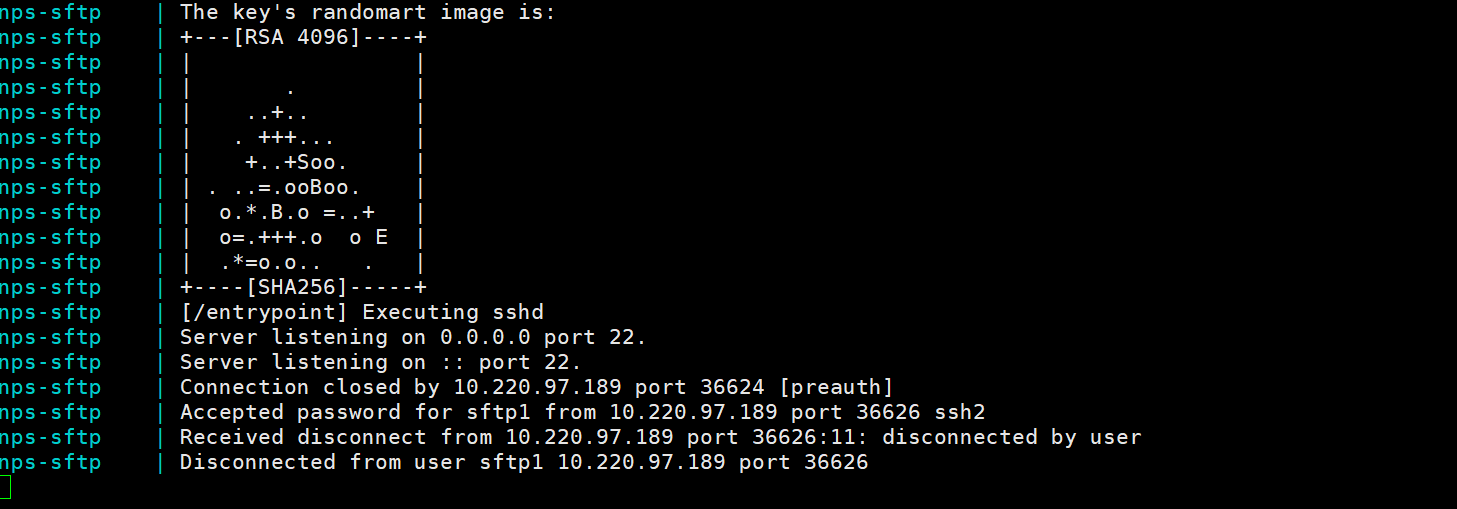 nps-sftp    | The key's randomart image is:
nps-sftp    | +---[RSA 4096]----+
nps-sftp    | |                 |
nps-sftp    | |       .         |
nps-sftp    | |    ..+..        |
nps-sftp    | |   . +++...      |
nps-sftp    | |    +..+Soo.     |
nps-sftp    | | . ..=.ooBoo.    |
nps-sftp    | |  o.*.B.o =..+   |
nps-sftp    | |  o=.+++.o  o E  |
nps-sftp    | |  .*=o.o..   .   |
nps-sftp    | +----[SHA256]-----+
nps-sftp    | [/entrypoint] Executing sshd
nps-sftp    | Server listening on 0.0.0.0 port 22.
nps-sftp    | Server listening on :: port 22.
nps-sftp    | Connection closed by 10.220.97.189 port 36624 [preauth]
nps-sftp    | Accepted password for sftp1 from 10.220.97.189 port 36626 ssh2
nps-sftp    | Received disconnect from 10.220.97.189 port 36626:11: disconnected by user
nps-sftp    | Disconnected from user sftp1 10.220.97.189 port 36626